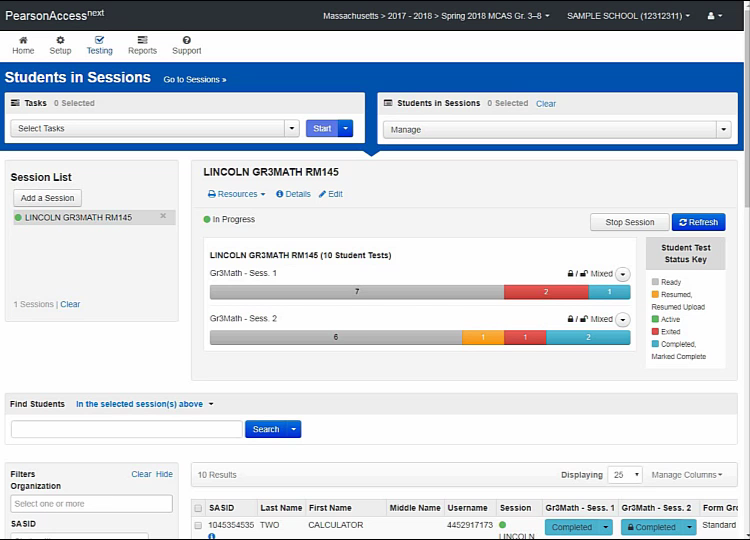 PearsonAccessnext
Massachusetts > 2017 - 2018 > Spring 2018 MCAS Gr. 3–8
SAMPLE SCHOOL (12312311)
Home
Setup
Testing
Reports
Support
Students in Sessions
Go to Sessions »
Tasks 0 Selected
Select Tasks
Start
Students in Sessions 0 Selected Clear
Manage
Session List
Add a Session
LINCOLN GR3MATH RM145 ×
1 Sessions | Clear
LINCOLN GR3MATH RM145
Resources
Details
Edit
In Progress
Stop Session
Refresh
LINCOLN GR3MATH RM145 (10 Student Tests)
Gr3Math - Sess. 1
/ Mixed
7 2 1
Gr3Math - Sess. 2
/ Mixed
6 1 1 2
Student Test
Status Key
Ready
Resumed,
Resumed Upload
Active
Exited
Completed,
Marked Complete
Find Students In the selected session(s) above
Search
Filters Clear Hide
Organization
Select one or more
SASID
10 Results
Displaying 25 Manage Columns
SASID Last Name First Name Middle Name Username Session Gr3Math - Sess. 1 Gr3Math - Sess. 2 Form Gro
1045354535 TWO CALCULATOR 4452917173 Completed Completed Standard
LINCOLN